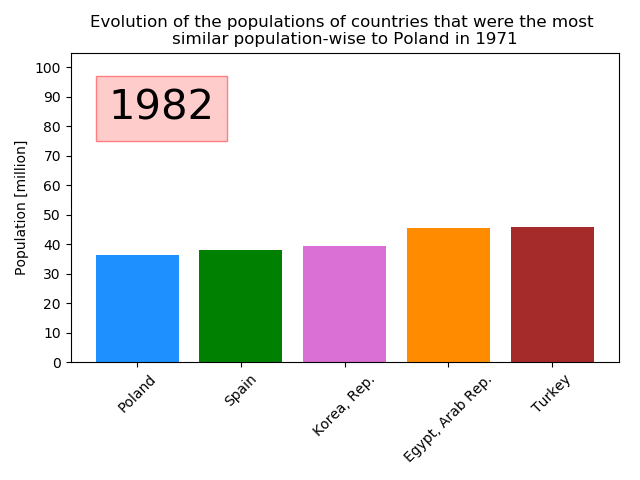 Evolution of the populations of countries that were the most
similar population-wise to Poland in 1971
1982
Population [million]
100
90
80
70
60
50
40
30
20
10
0
Poland
Spain
Korea, Rep.
Egypt, Arab Rep.
Turkey